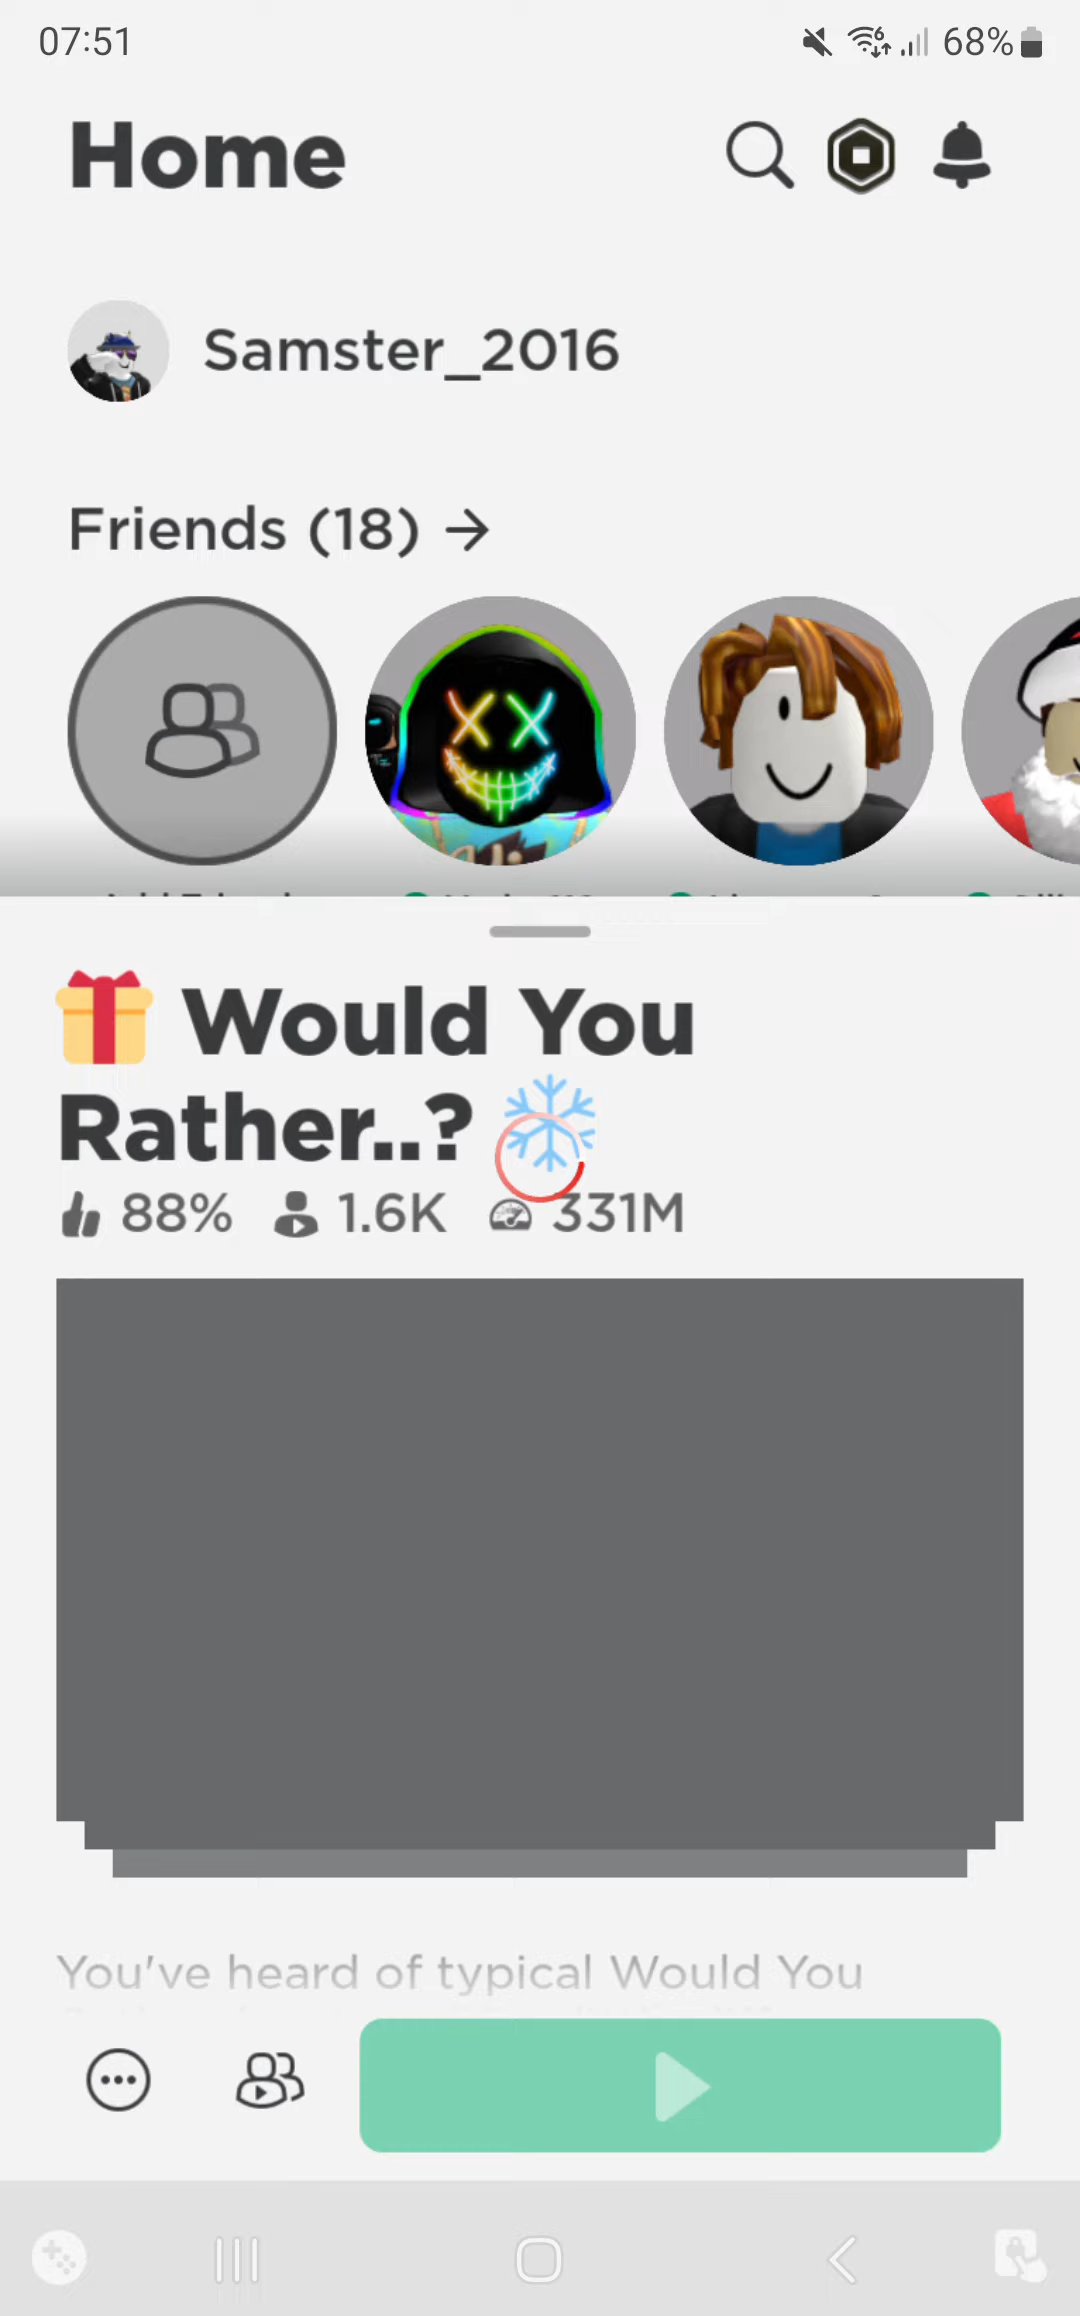 07:51
68%
Home
Samster_2016
Friends (18)
Would You
Rather..?
88% 1.6K 331M
You've heard of typical Would You